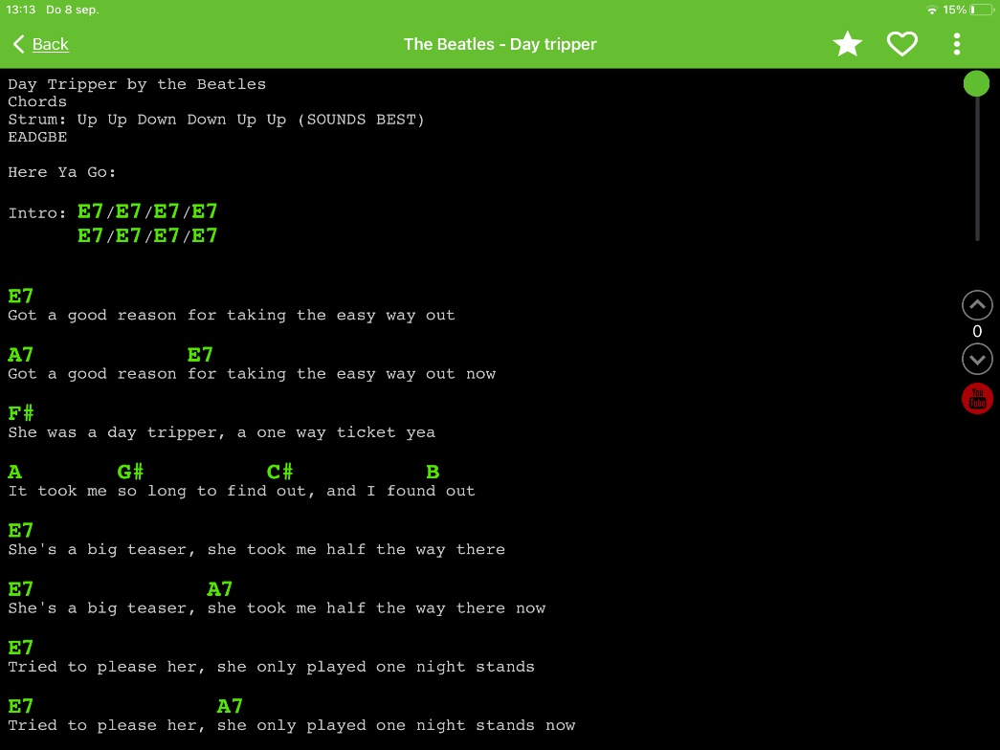 13:13 Do 8 sep. 15%
Back The Beatles - Day tripper
Day Tripper by the Beatles
Chords
Strum: Up Up Down Down Up Up (SOUNDS BEST)
EADGBE
Here Ya Go:
Intro: E7/E7/E7/E7
E7/E7/E7/E7
E7
Got a good reason for taking the easy way out
A7 E7
Got a good reason for taking the easy way out now
F#
She was a day tripper, a one way ticket yea
A G# C# B
It took me so long to find out, and I found out
E7
She's a big teaser, she took me half the way there
E7 A7
She's a big teaser, she took me half the way there now
E7
Tried to please her, she only played one night stands
E7 A7
Tried to please her, she only played one night stands now
0
You
Tube